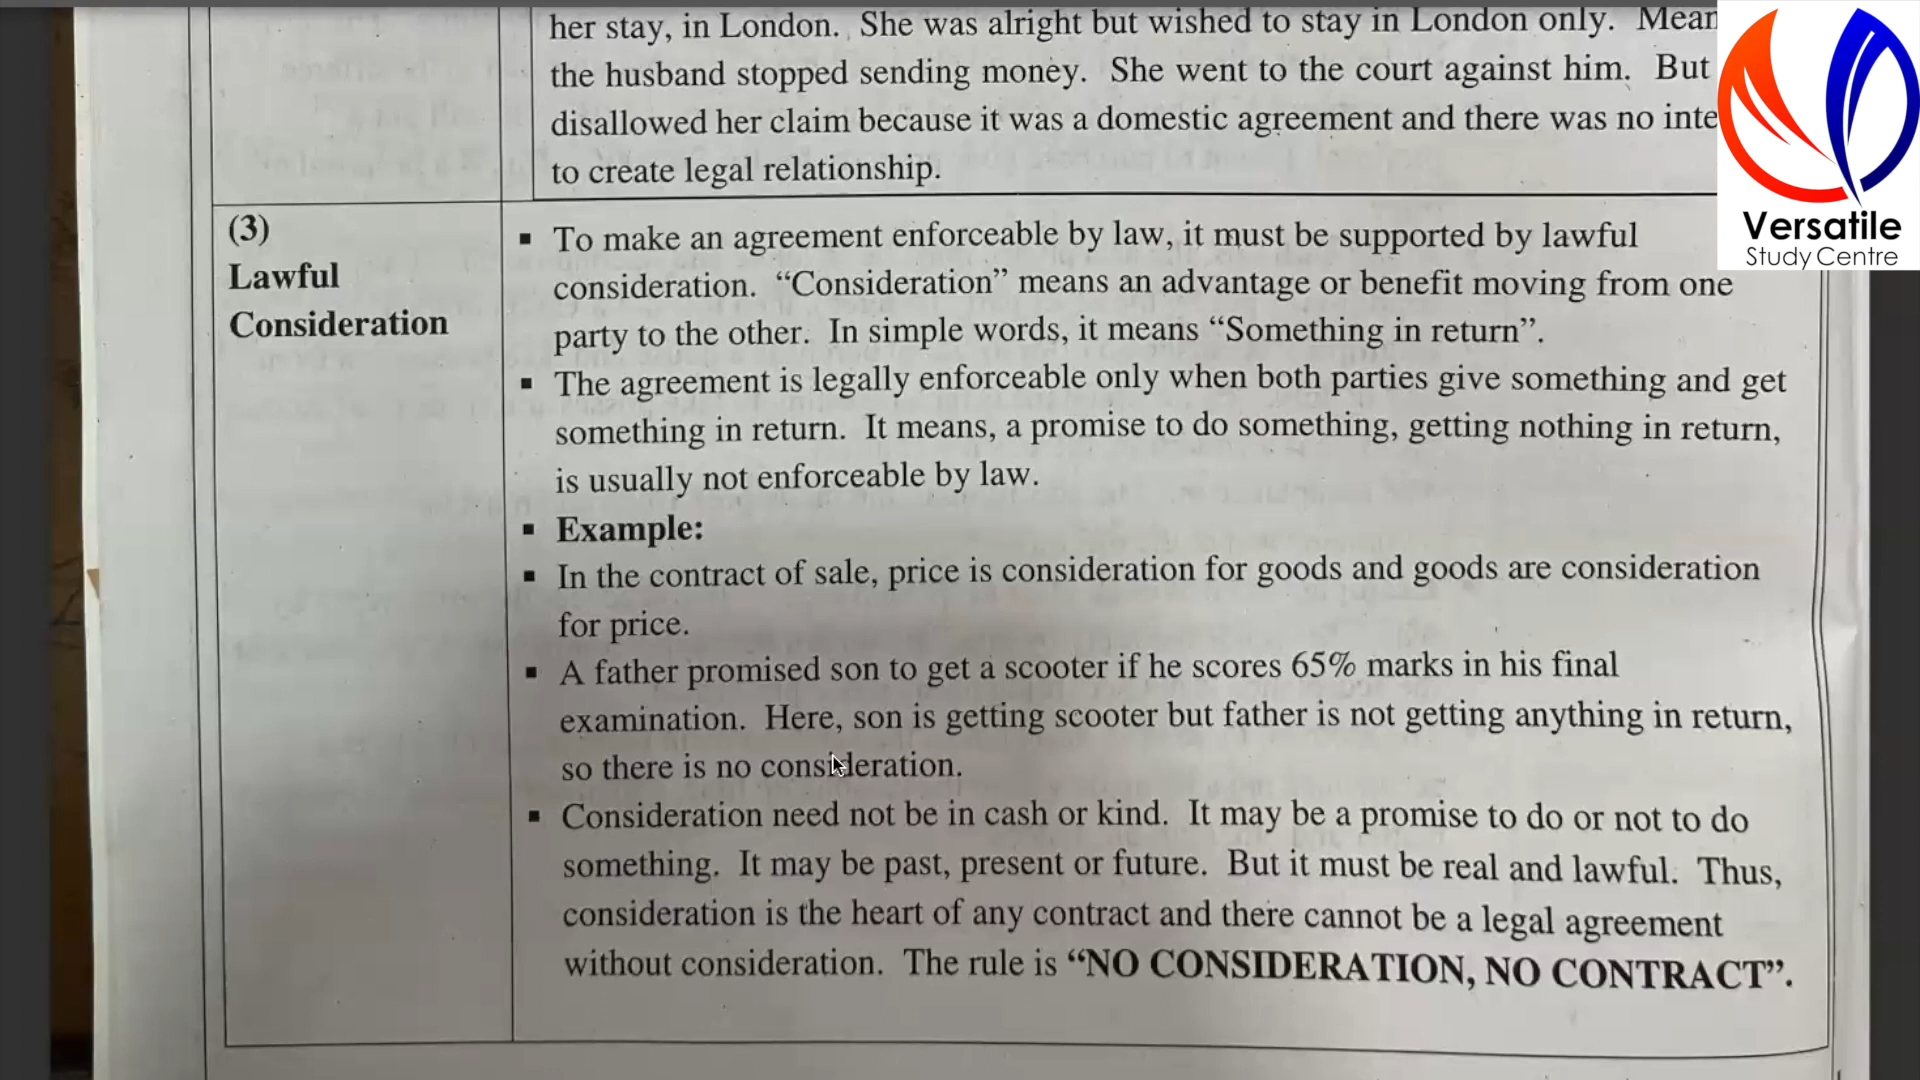 her stay, in London. She was alright but wished to stay in London only.
the husband stopped sending money. She went to the court against him. But
disallowed her claim because it was a domestic agreement and there was no
to create legal relationship.
Versatile
Study Centre
(3)
Lawful
Consideration
▪ To make an agreement enforceable by law, it must be supported by lawful
consideration. “Consideration” means an advantage or benefit moving from one
party to the other. In simple words, it means “Something in return”.
▪ The agreement is legally enforceable only when both parties give something and get
something in return. It means, a promise to do something, getting nothing in return,
is usually not enforceable by law.
▪ Example:
▪ In the contract of sale, price is consideration for goods and goods are consideration
for price.
▪ A father promised son to get a scooter if he scores 65% marks in his final
examination. Here, son is getting scooter but father is not getting anything in return,
so there is no consideration.
▪ Consideration need not be in cash or kind. It may be a promise to do or not to do
something. It may be past, present or future. But it must be real and lawful. Thus,
consideration is the heart of any contract and there cannot be a legal agreement
without consideration. The rule is “NO CONSIDERATION, NO CONTRACT”.